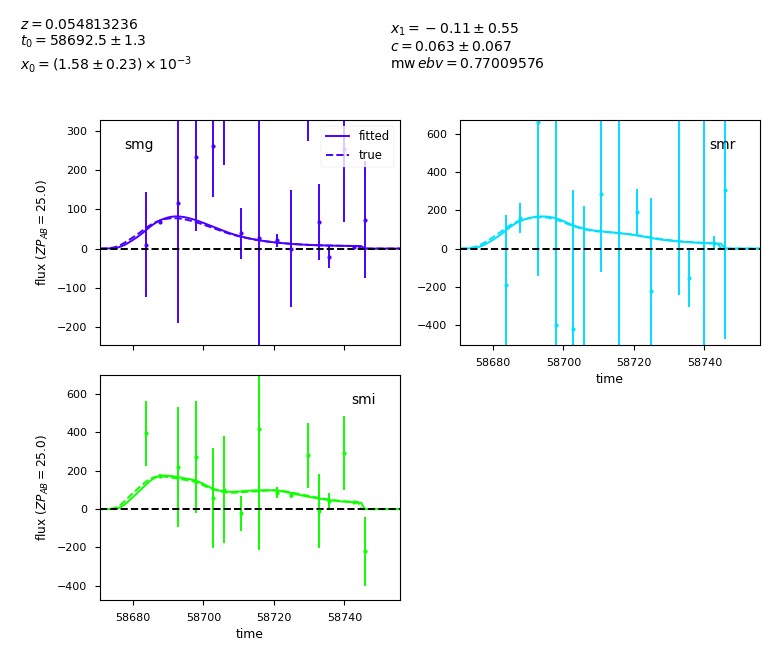 z = 0.054813236
t₀ = 58692.5 ± 1.3
x₀ = (1.58 ± 0.23) × 10⁻³
x₁ = −0.11 ± 0.55
c = 0.063 ± 0.067
mw ebv = 0.77009576
smg
fitted
true
300
200
100
0
−100
−200
flux (ZP_AB = 25.0)
smr
600
400
200
0
−200
−400
58680 58700 58720 58740
time
smi
600
400
200
0
−200
−400
flux (ZP_AB = 25.0)
58680 58700 58720 58740
time